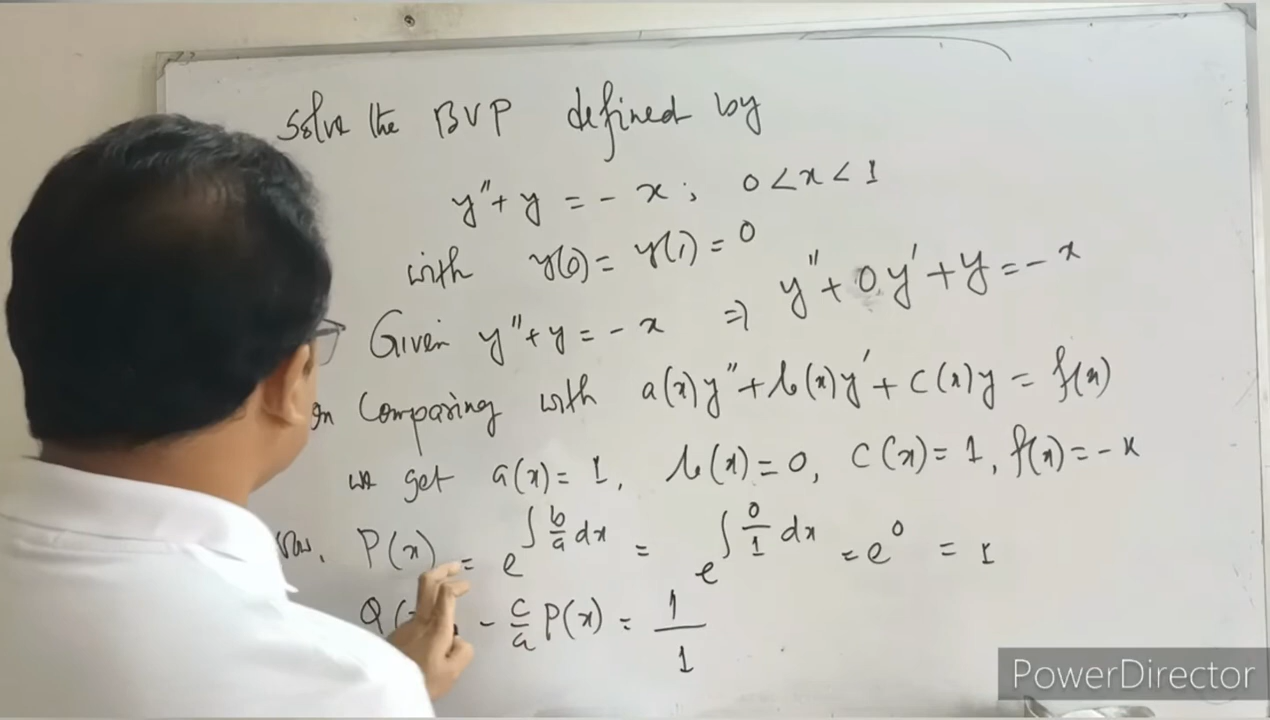 Solve the BVP defined by
y" + y = - x ; 0 < x < 1
with y(0) = y(1) = 0
Given y" + y = - x ⇒ y" + 0.y' + y = - x
On Comparing with a(x)y" + b(x)y' + c(x)y = f(x)
we get a(x) = 1, b(x) = 0, c(x) = 1, f(x) = - x
P(x) = e^∫ b/a dx = e^∫ 0/1 dx = e^0 = 1
Q( - c/a P(x) = 1/1
PowerDirector